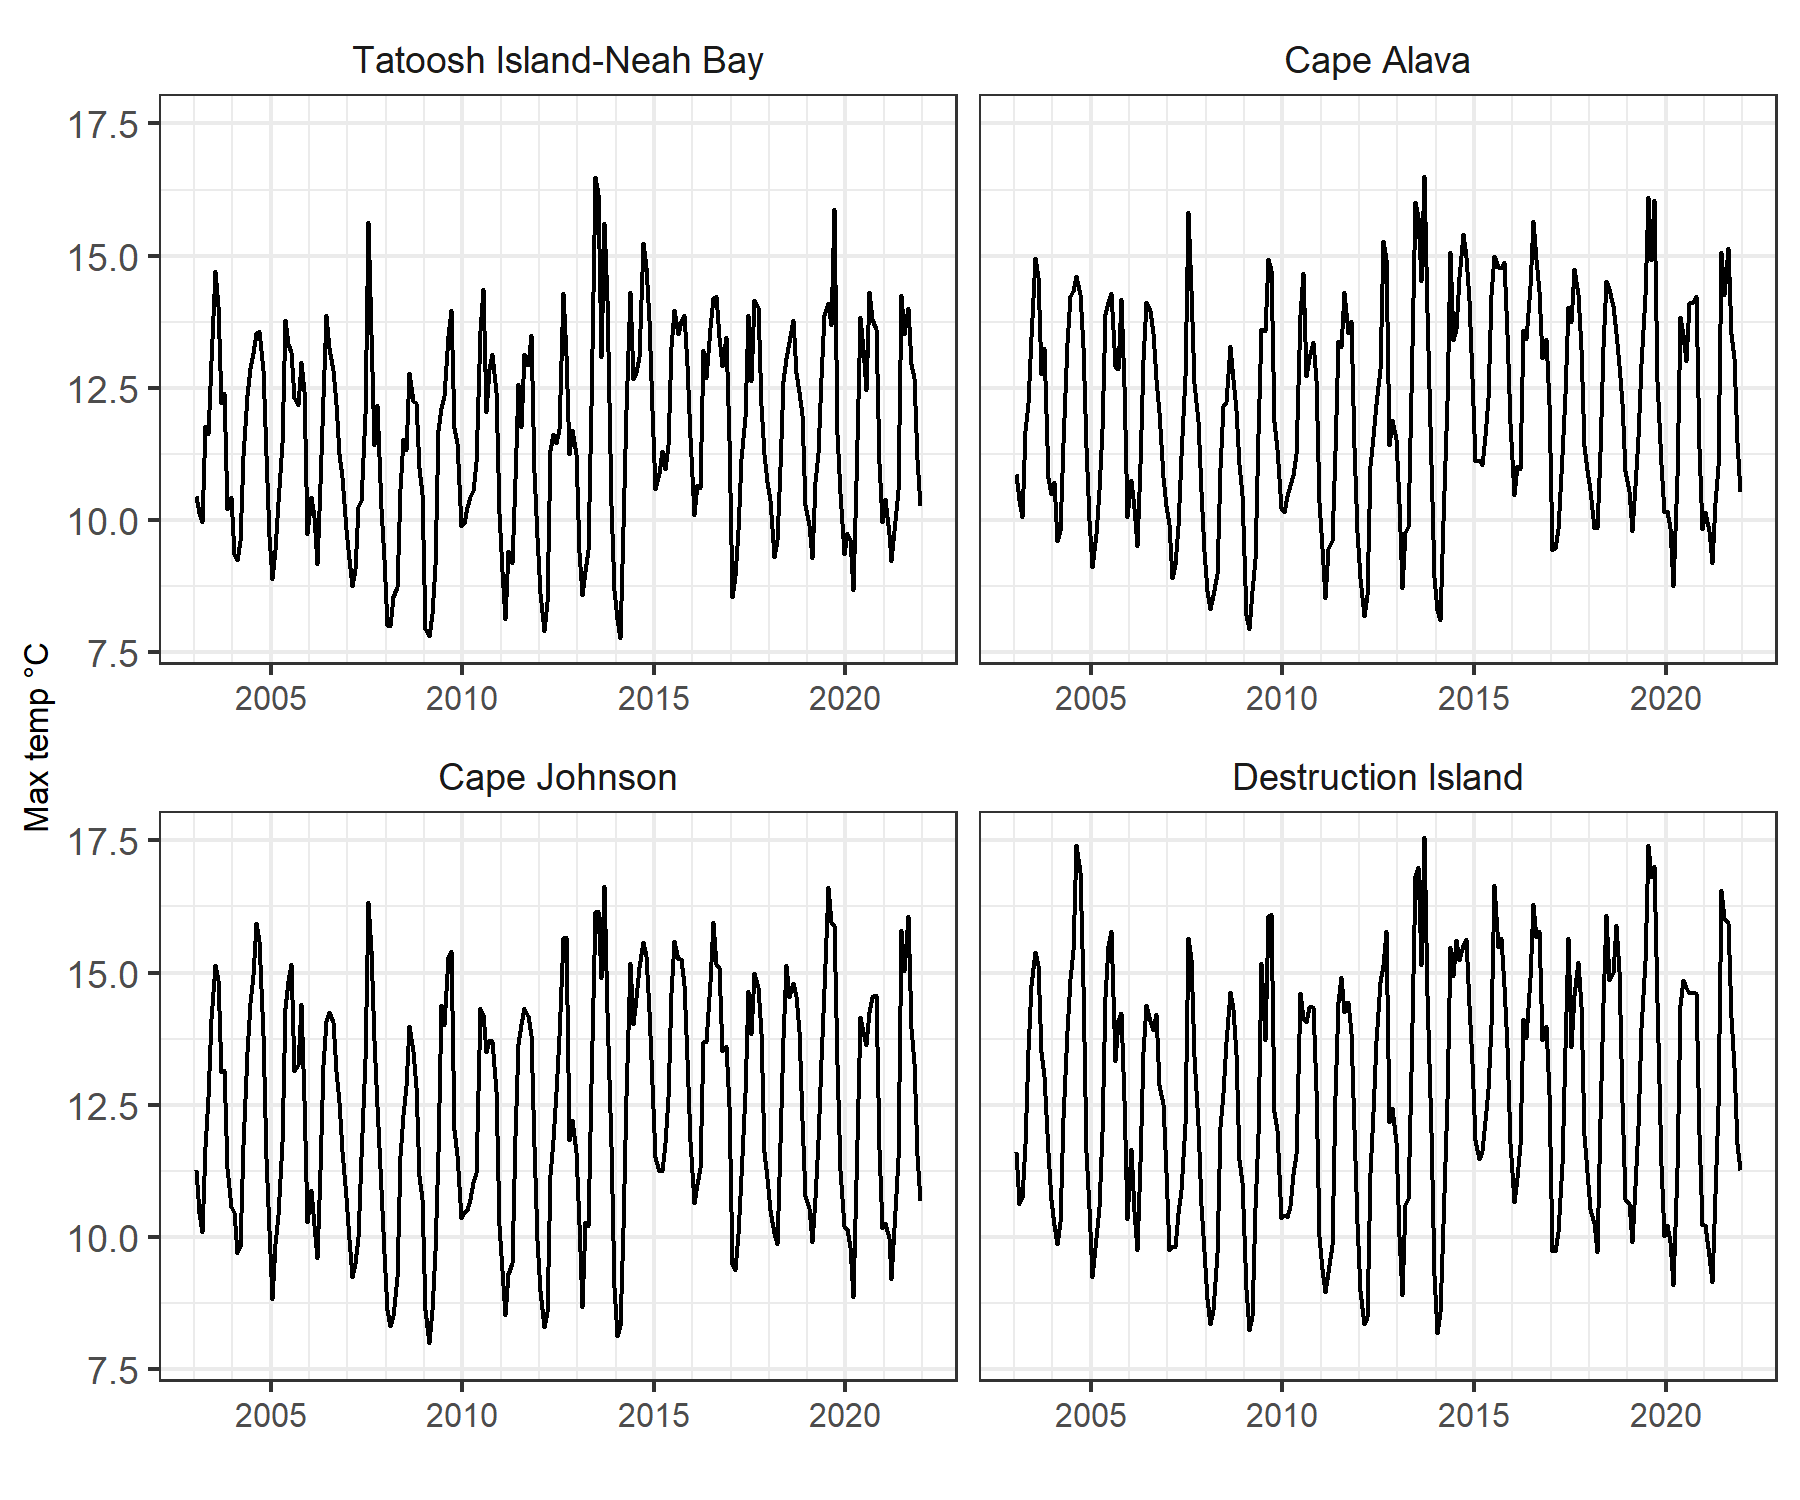 Tatoosh Island-Neah Bay
Cape Alava
17.5
15.0
12.5
10.0
7.5
2005 2010 2015 2020
2005 2010 2015 2020
Max temp °C
Cape Johnson
Destruction Island
17.5
15.0
12.5
10.0
7.5
2005 2010 2015 2020
2005 2010 2015 2020